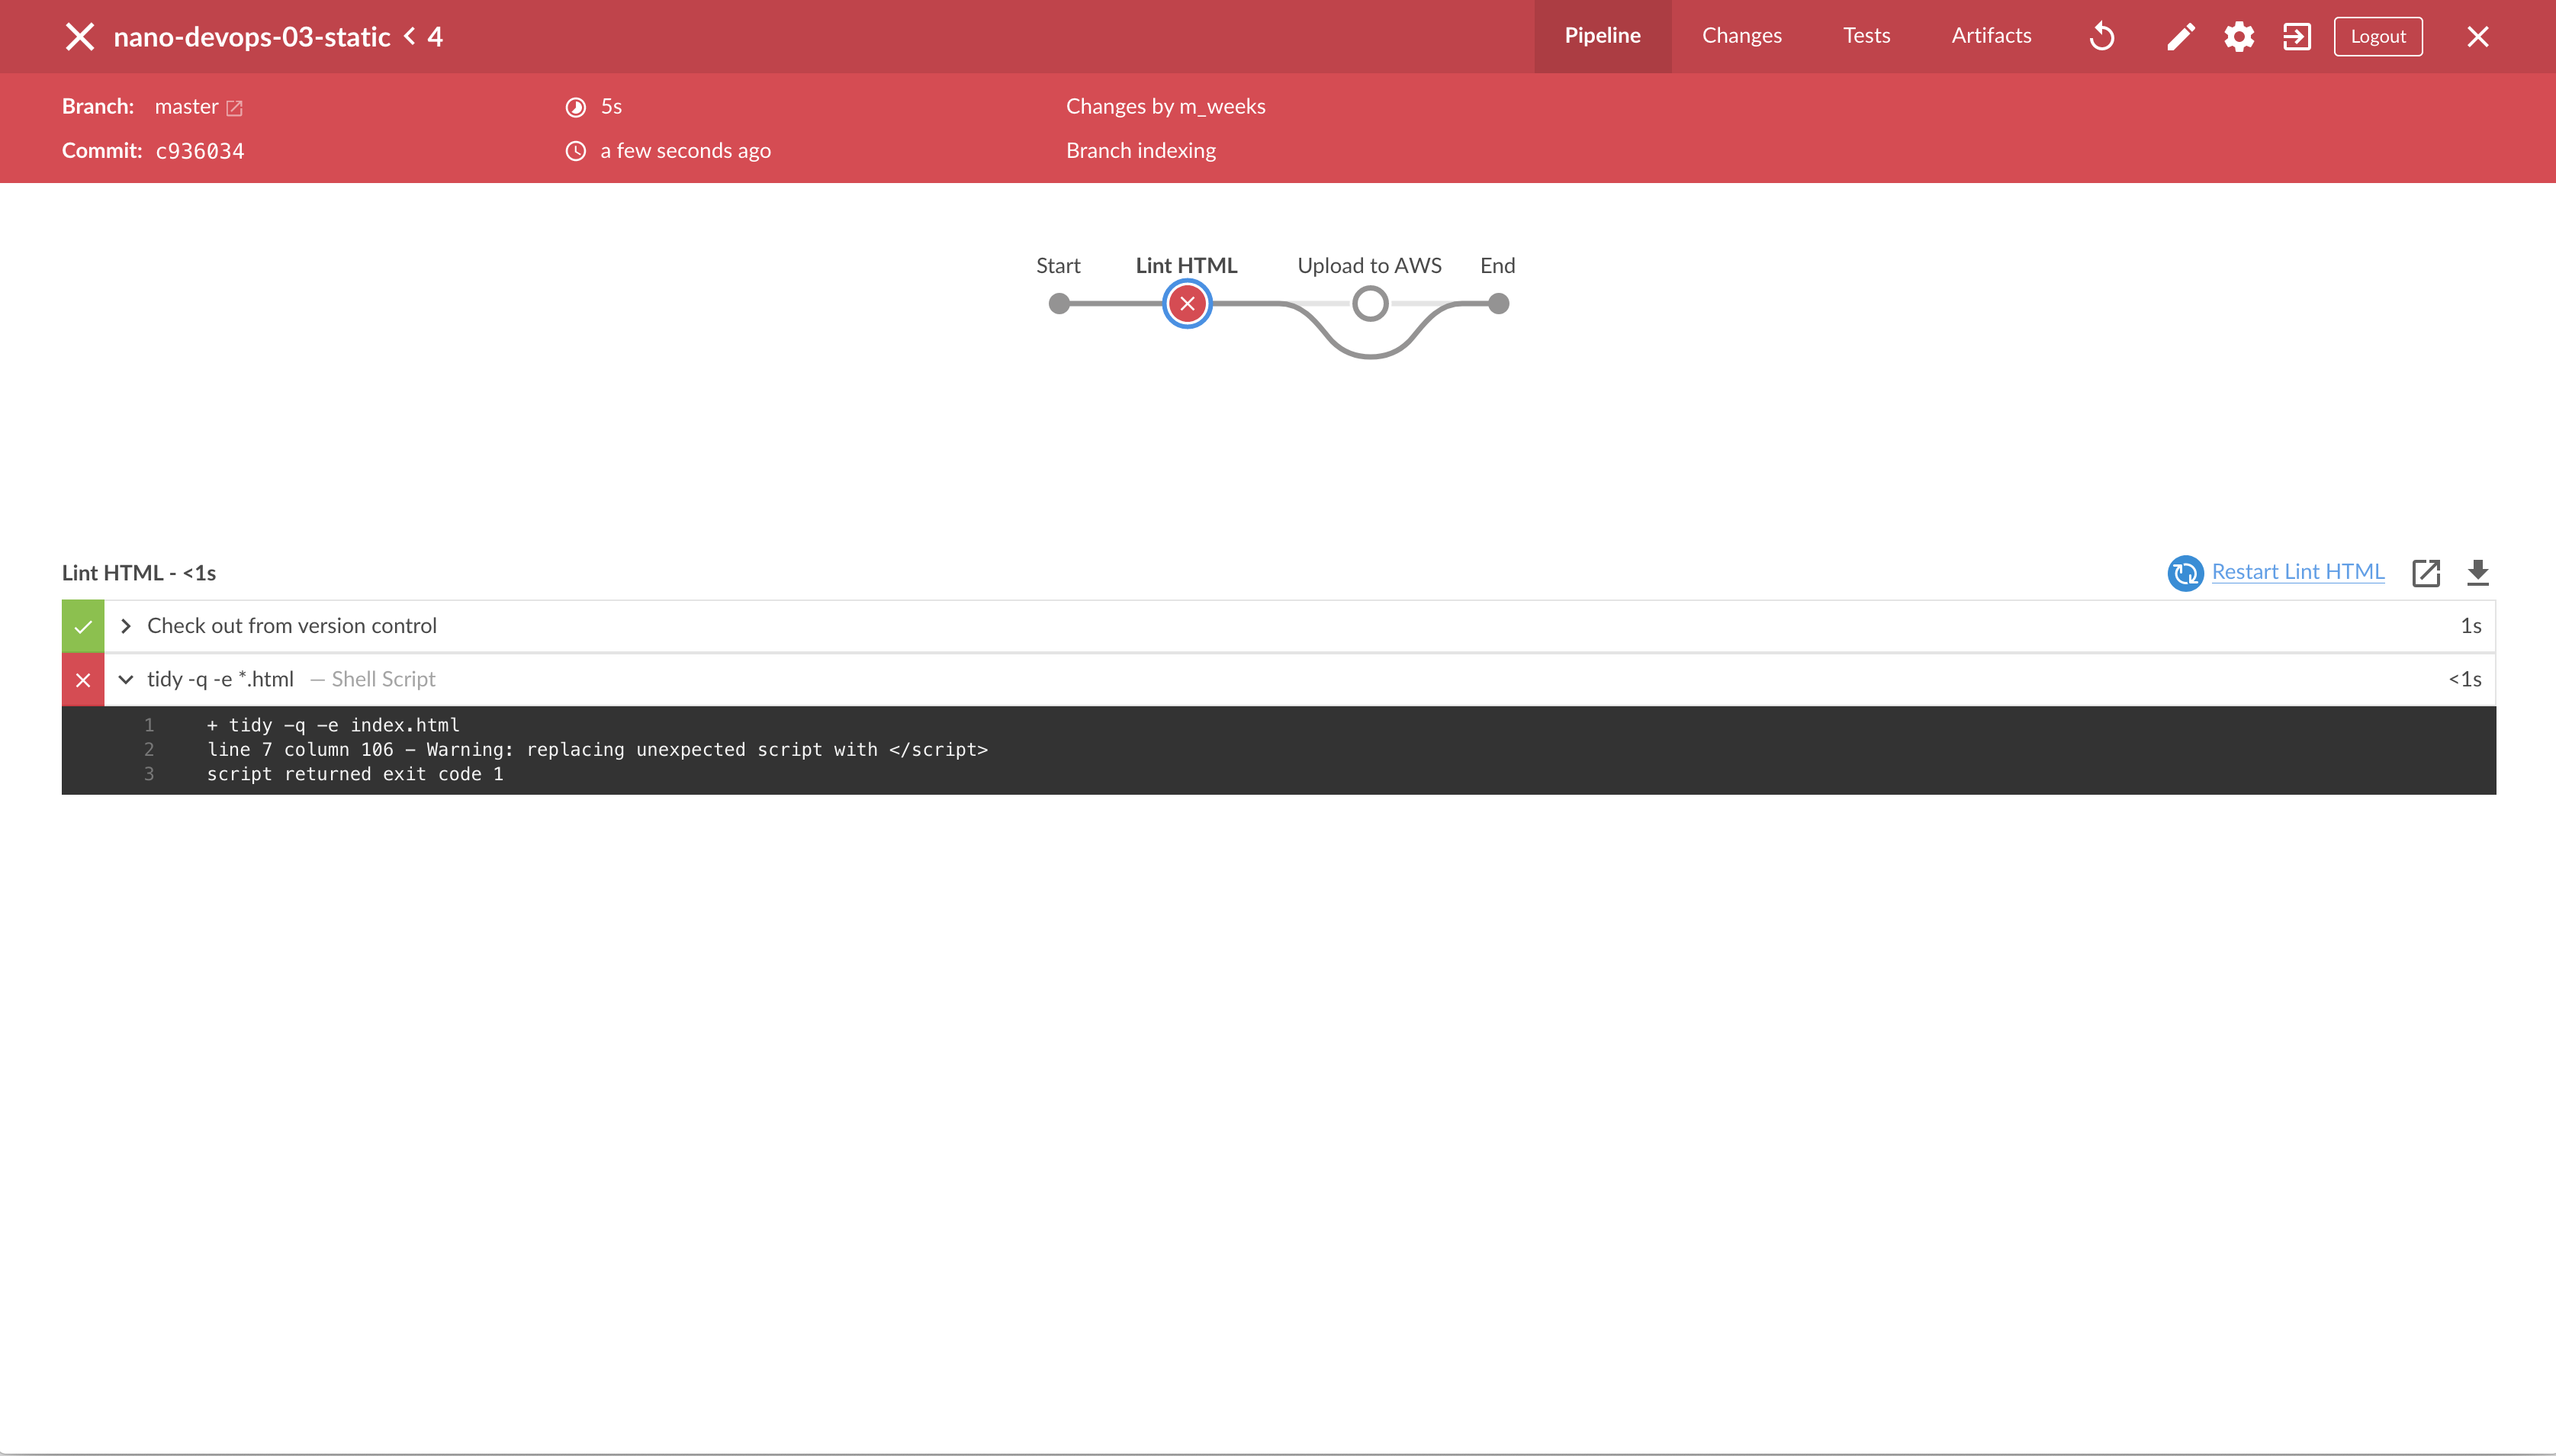 nano-devops-03-static < 4
Pipeline Changes Tests Artifacts Logout
Branch: master 5s Changes by m_weeks
Commit: c936034 a few seconds ago Branch indexing
Start Lint HTML Upload to AWS End
Lint HTML - <1s Restart Lint HTML
Check out from version control 1s
tidy -q -e *.html — Shell Script <1s
1 + tidy -q -e index.html
2 line 7 column 106 - Warning: replacing unexpected script with </script>
3 script returned exit code 1